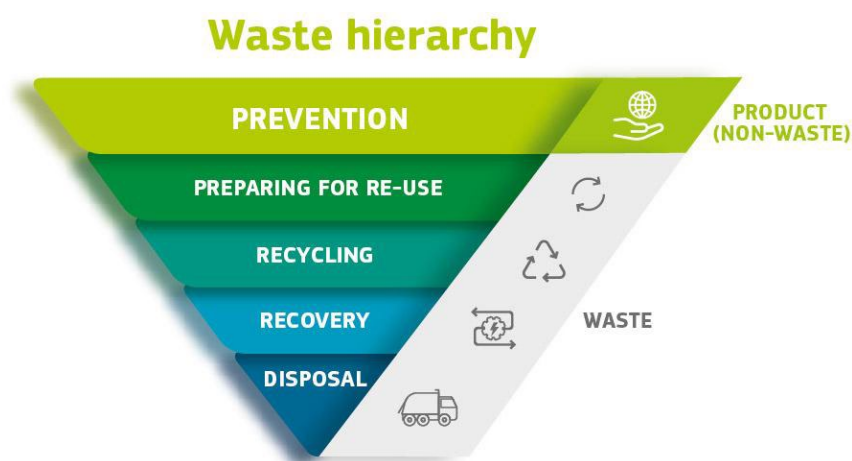 Waste hierarchy
PREVENTION
PRODUCT
(NON-WASTE)
PREPARING FOR RE-USE
RECYCLING
RECOVERY
WASTE
DISPOSAL